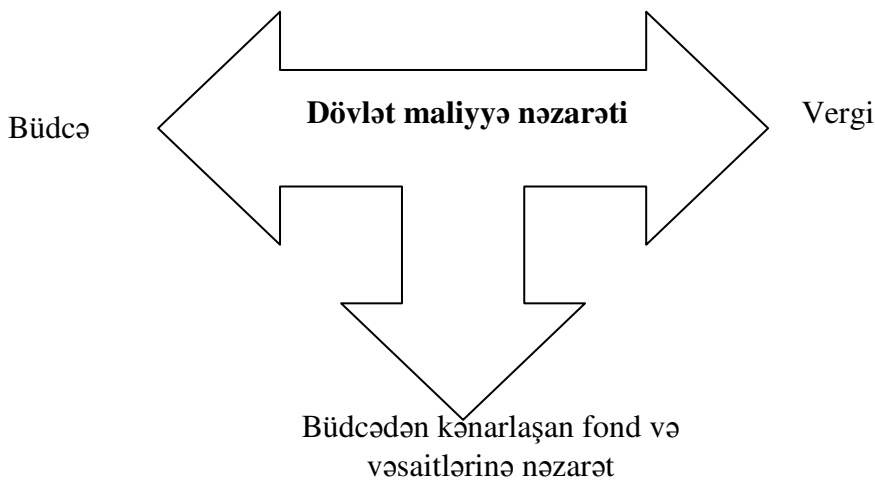 Dövlət maliyyə nəzarəti
Büdcə
Vergi
Büdcədən kənarlaşan fond və
vəsaitlərinə nəzarət